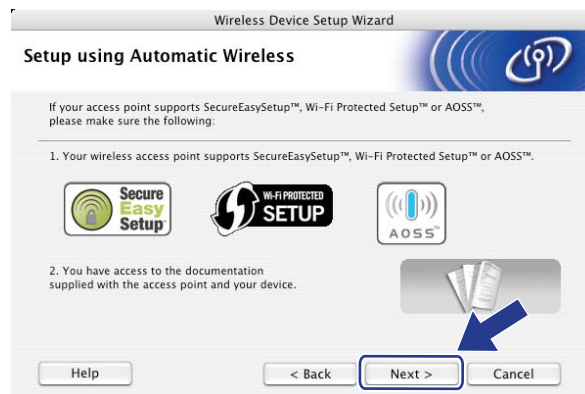 Wireless Device Setup Wizard
Setup using Automatic Wireless
If your access point supports SecureEasySetup™, Wi-Fi Protected Setup™ or AOSS™,
please make sure the following:
1. Your wireless access point supports SecureEasySetup™, Wi-Fi Protected Setup™ or AOSS™.
Secure
Easy
Setup
Wi-Fi PROTECTED
SETUP
AOSS™
2. You have access to the documentation
supplied with the access point and your device.
Help
< Back
Next >
Cancel